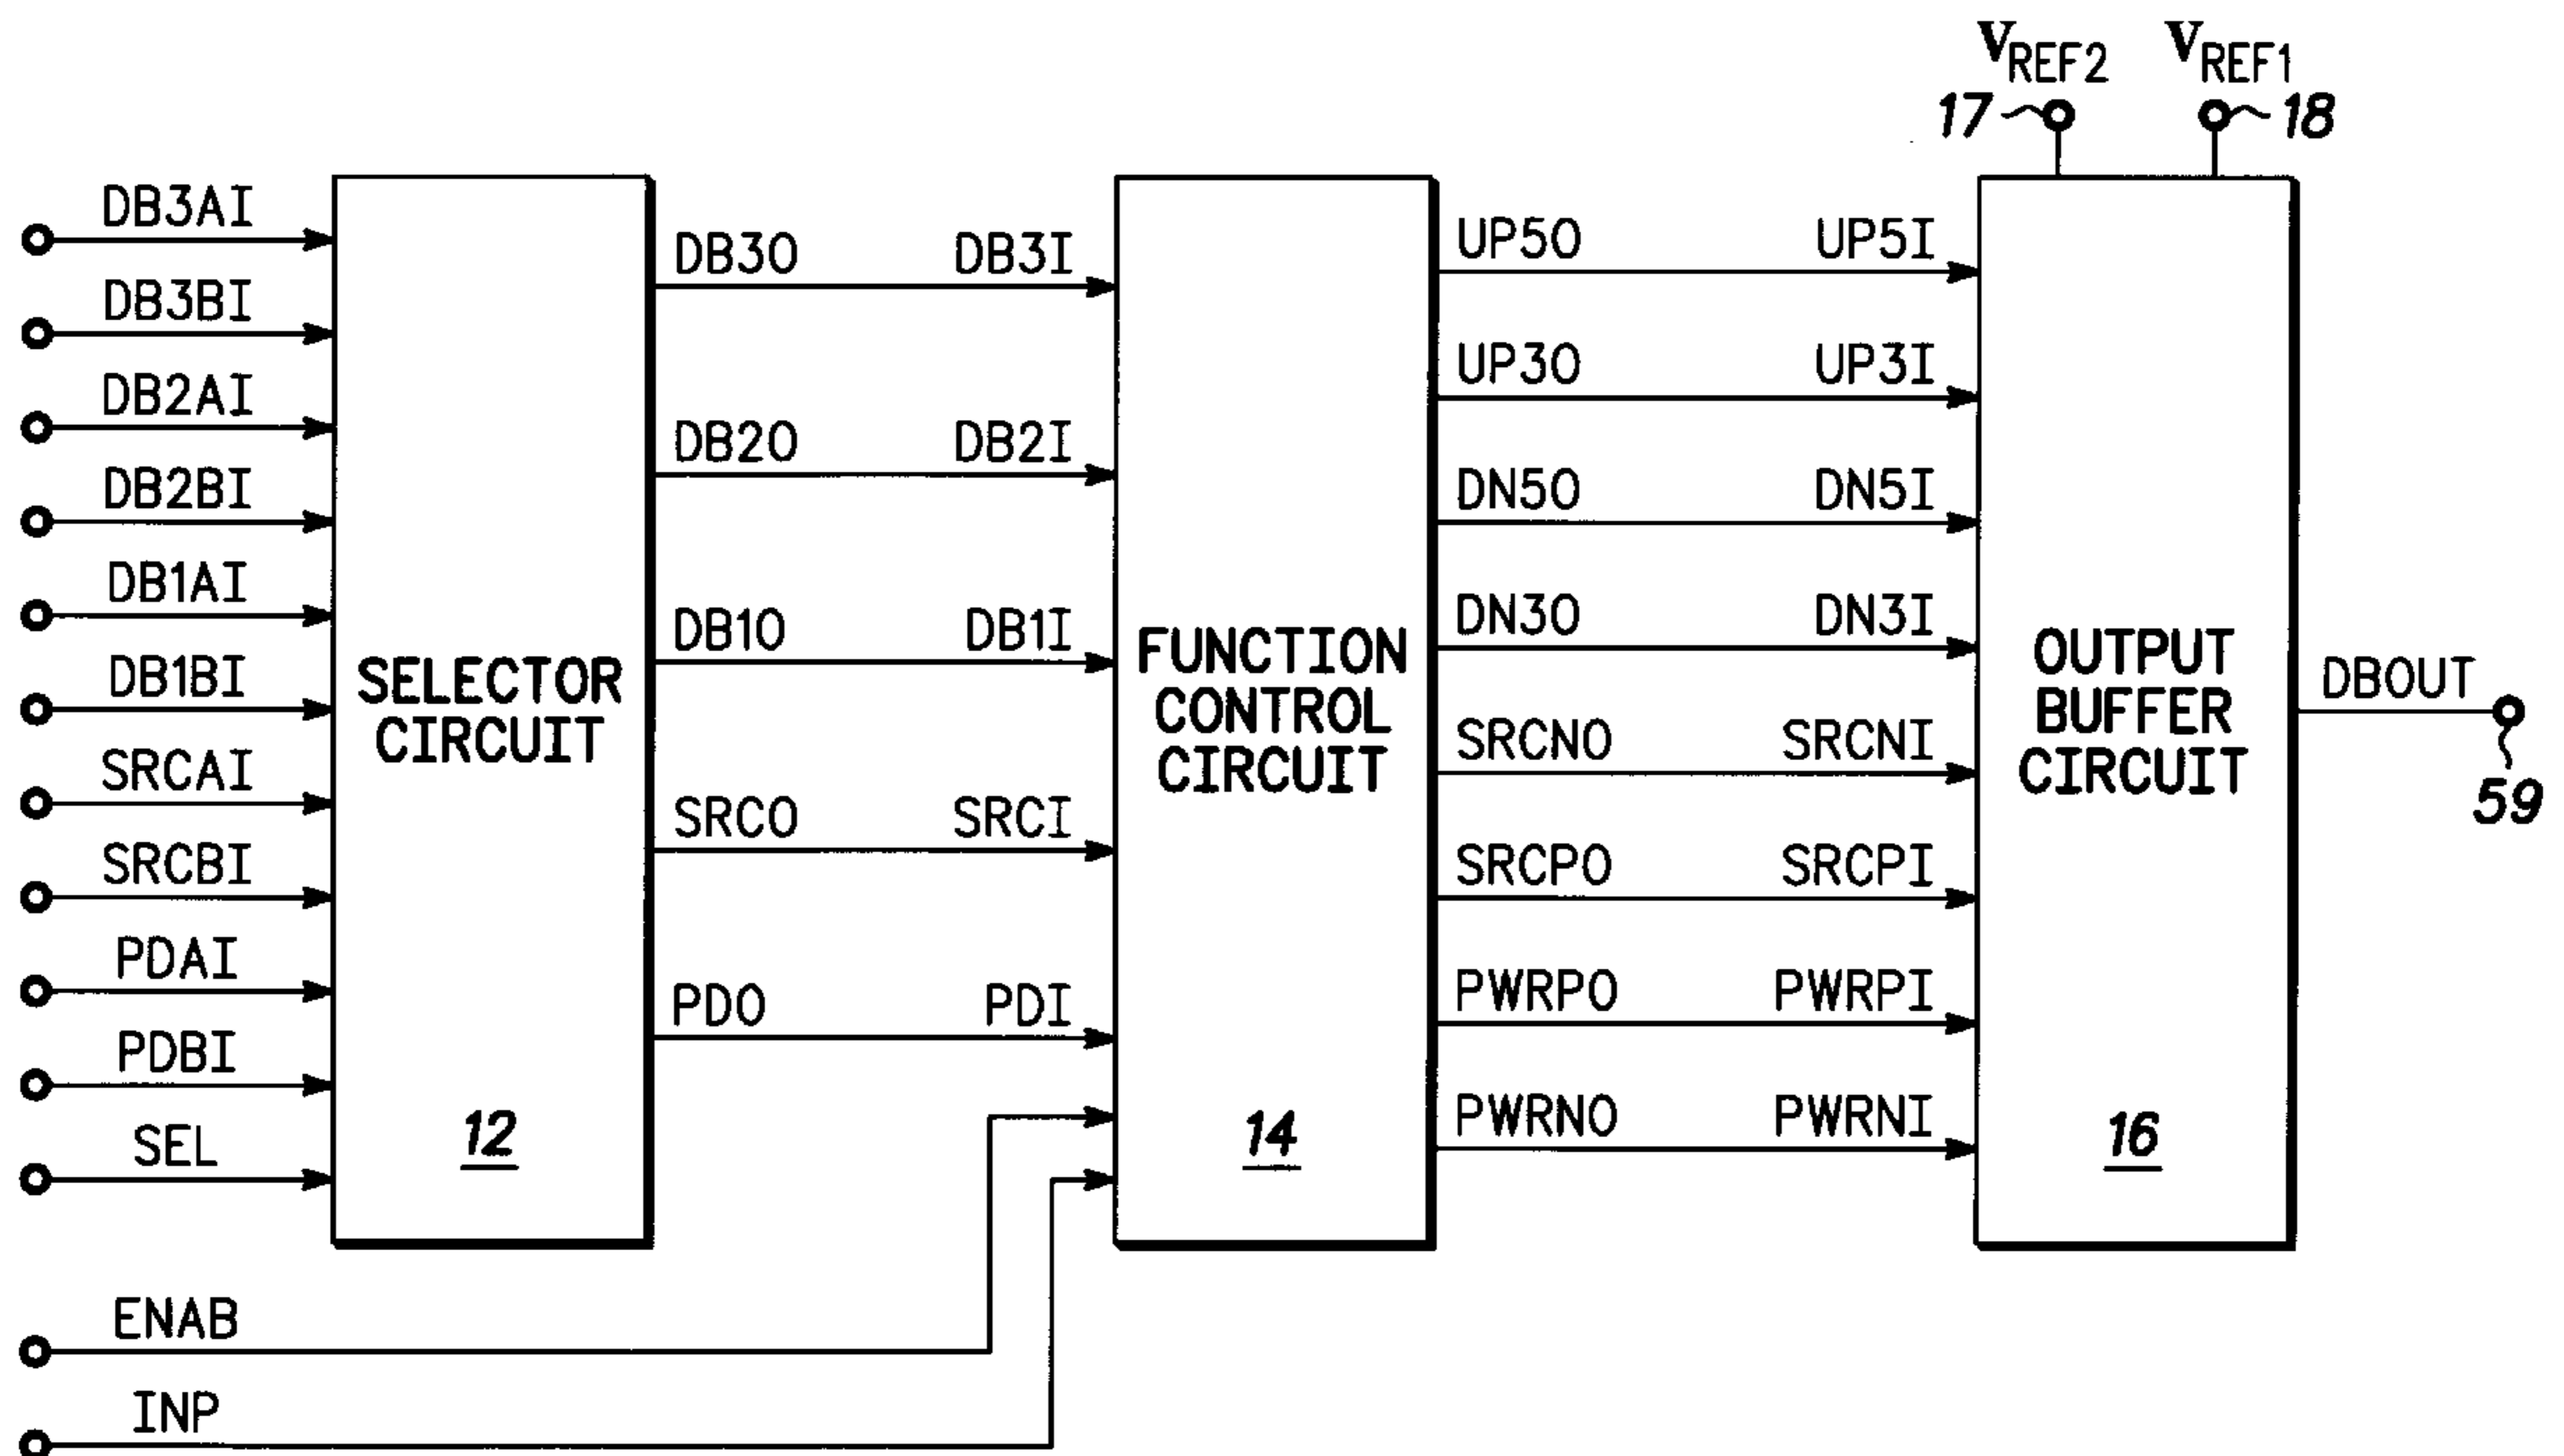 VREF2 VREF1
17 18
DB3AI
DB3BI
DB2AI
DB2BI
DB1AI
DB1BI
SRCAI
SRCBI
PDAI
PDBI
SEL
ENAB
INP
SELECTOR
CIRCUIT
12
DB3O DB3I
DB2O DB2I
DB1O DB1I
SRCO SRCI
PDO PDI
FUNCTION
CONTROL
CIRCUIT
14
UP5O UP5I
UP3O UP3I
DN5O DN5I
DN3O DN3I
SRCNO SRCNI
SRCPO SRCPI
PWRPO PWRPI
PWRNO PWRNI
OUTPUT
BUFFER
CIRCUIT
16
DBOUT
59